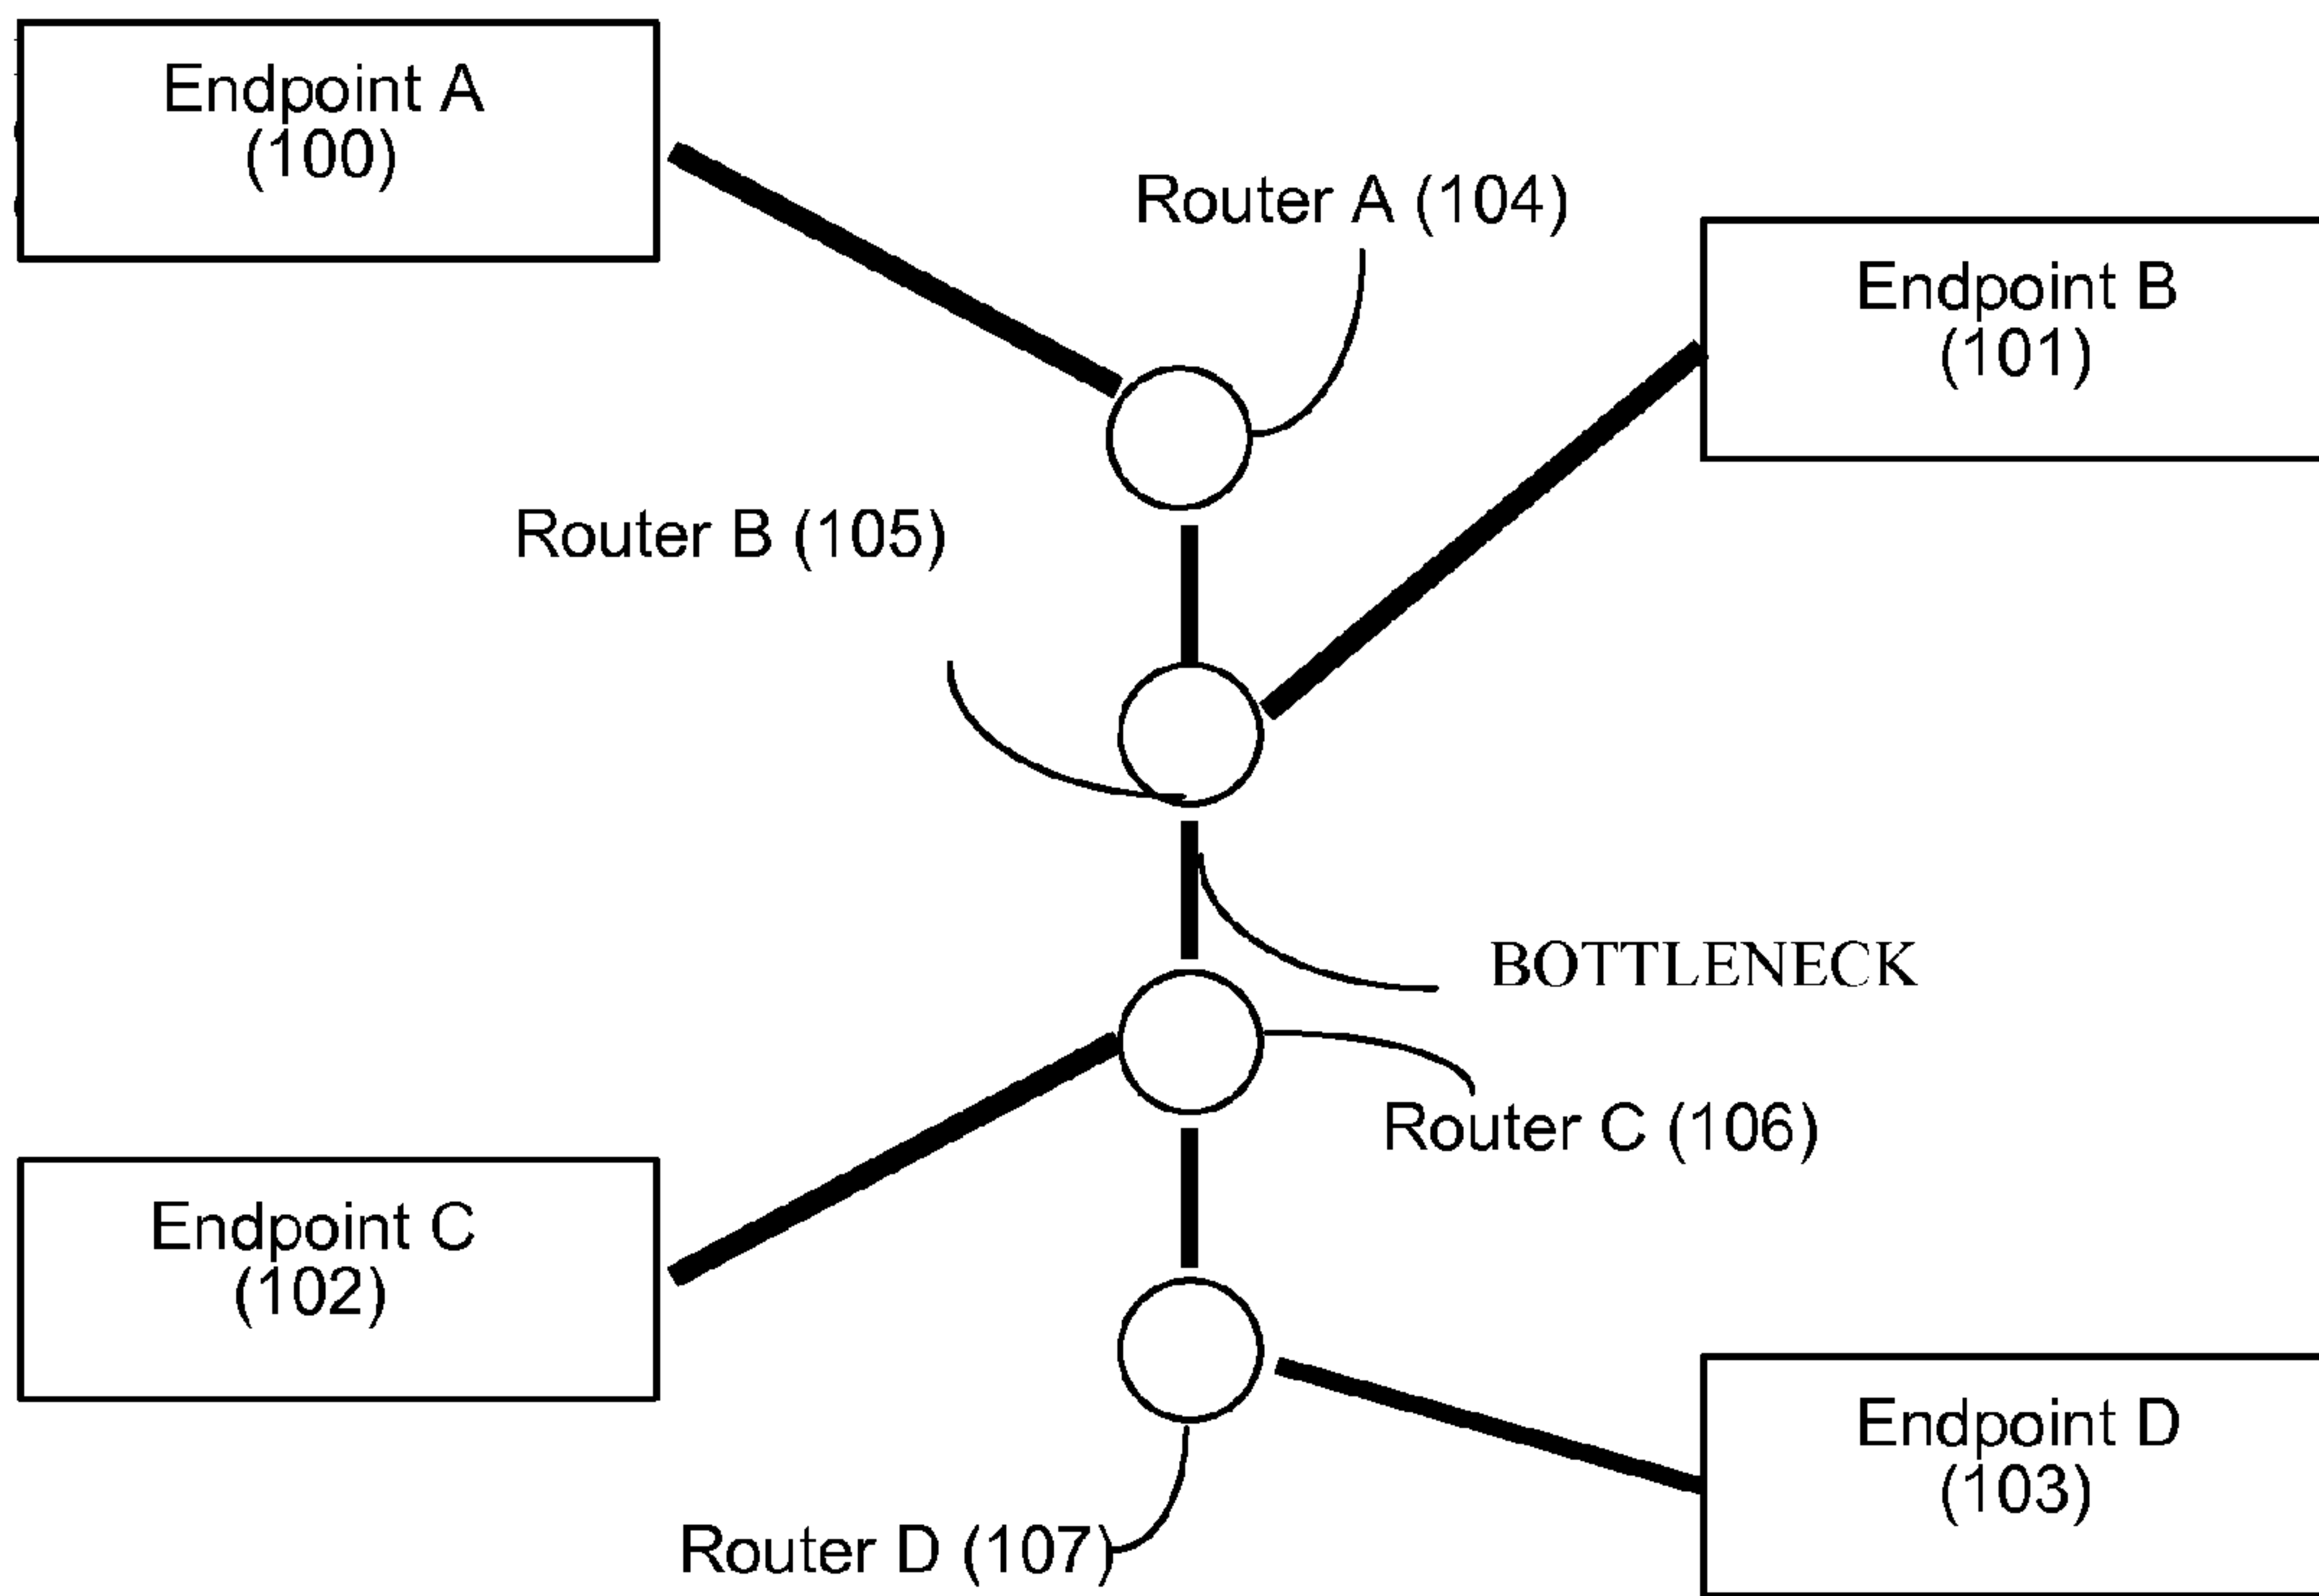 Endpoint A
(100)
Router A (104)
Endpoint B
(101)
Router B (105)
BOTTLENECK
Router C (106)
Endpoint C
(102)
Endpoint D
(103)
Router D (107)